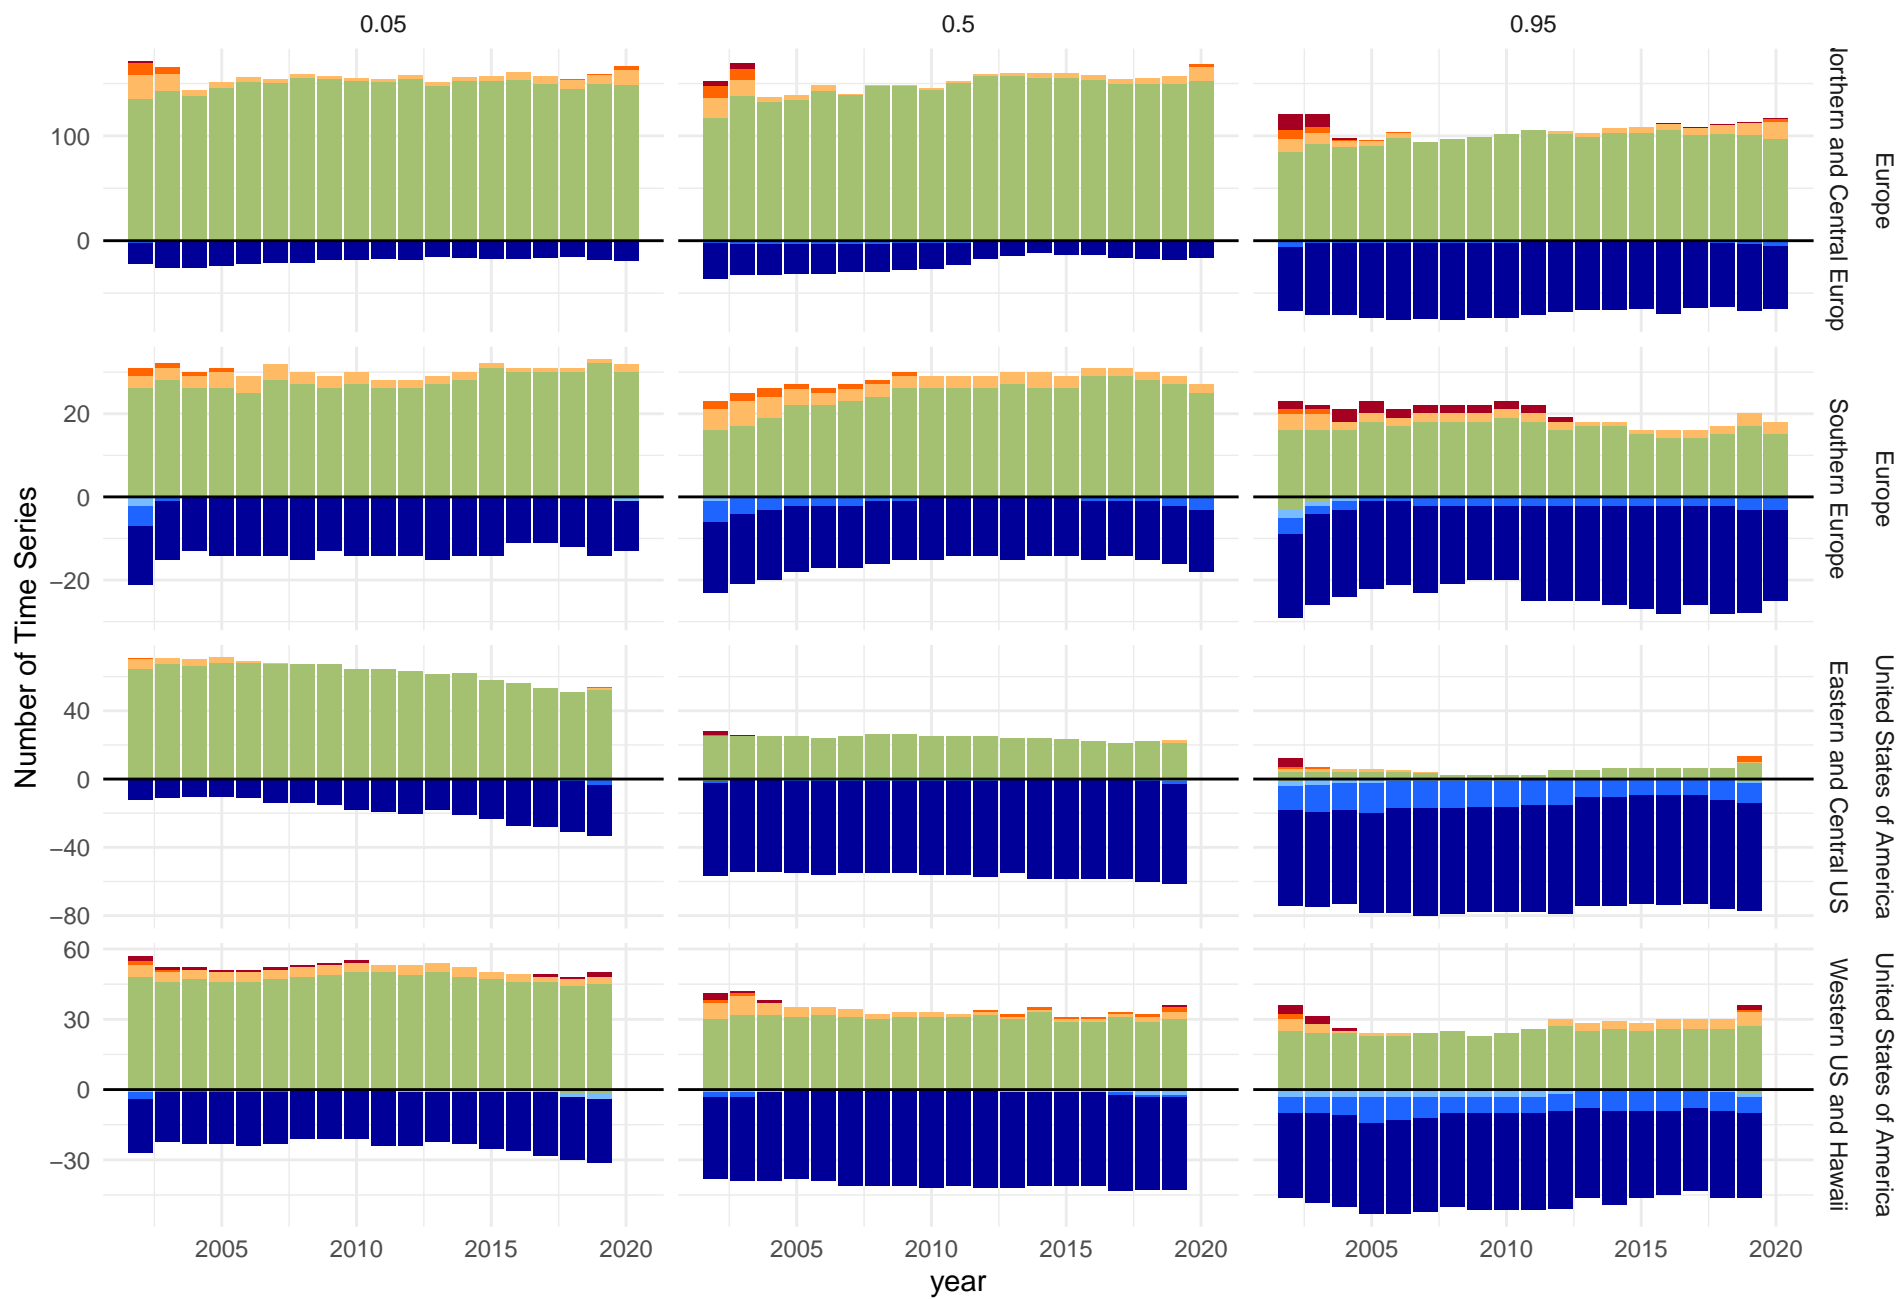 0.05 0.5 0.95
100
0
orthern and Central Europ
Europe
20
0
−20
Southern Europe
Europe
40
0
−40
−80
Eastern and Central US
United States of America
60
30
0
−30
Western US and Hawaii
United States of America
2005 2010 2015 2020 2005 2010 2015 2020 2005 2010 2015 2020
year
Number of Time Series